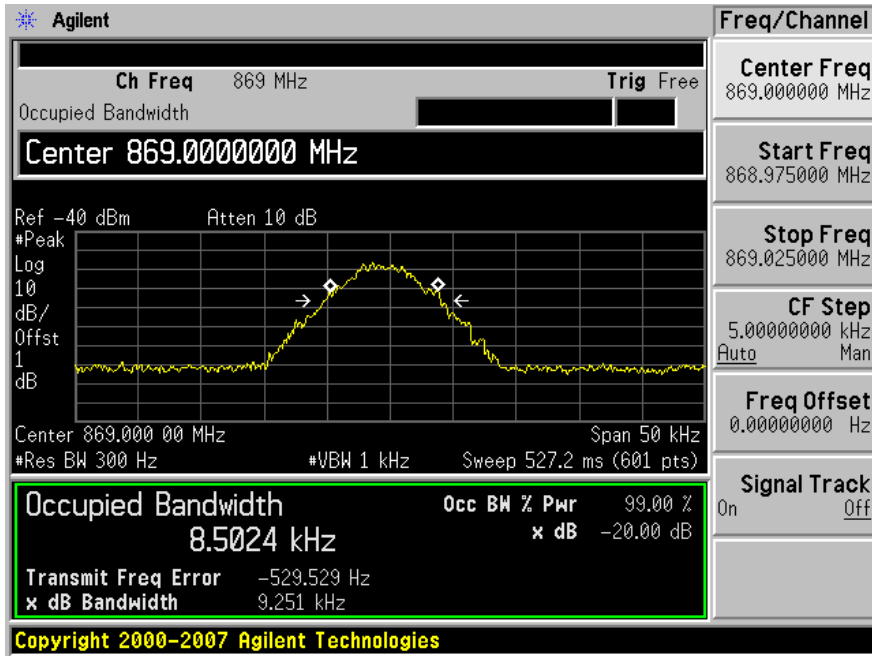 Agilent
Freq/Channel
Ch Freq 869 MHz Trig Free
Occupied Bandwidth
Center 869.0000000 MHz
Ref -40 dBm Atten 10 dB
#Peak
Log
10
dB/
Offst
1
dB
Center 869.000 00 MHz Span 50 kHz
#Res BW 300 Hz #VBW 1 kHz Sweep 527.2 ms (601 pts)
Occupied Bandwidth
8.5024 kHz
Occ BW % Pwr 99.00 %
x dB -20.00 dB
Transmit Freq Error -529.529 Hz
x dB Bandwidth 9.251 kHz
Center Freq
869.000000 MHz
Start Freq
868.975000 MHz
Stop Freq
869.025000 MHz
CF Step
5.00000000 kHz
Auto Man
Freq Offset
0.00000000 Hz
Signal Track
On Off
Copyright 2000-2007 Agilent Technologies